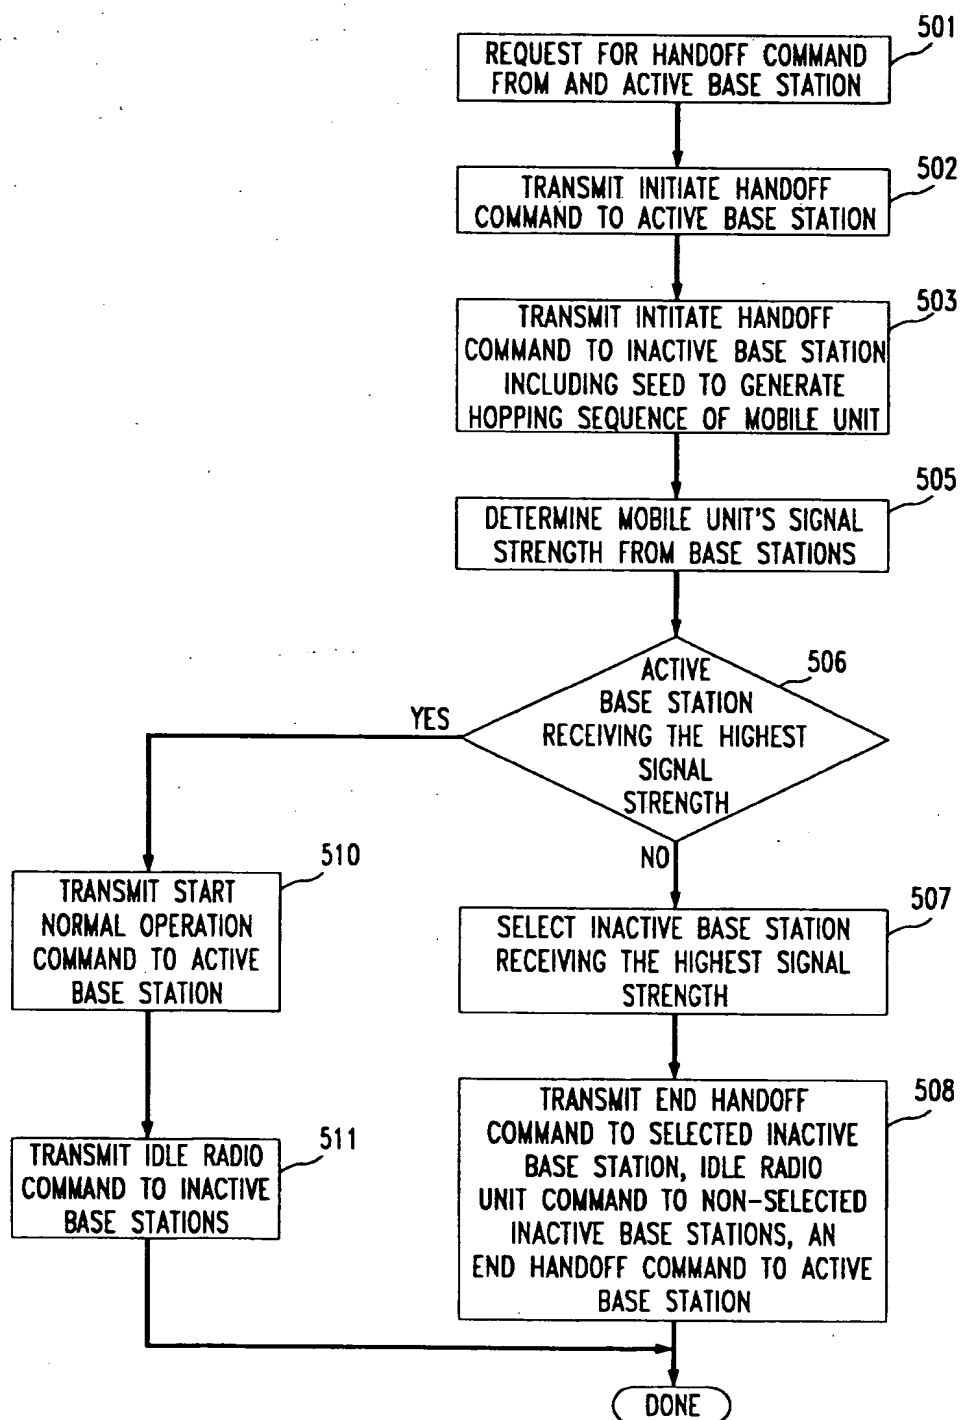 501
REQUEST FOR HANDOFF COMMAND
FROM AND ACTIVE BASE STATION
502
TRANSMIT INITIATE HANDOFF
COMMAND TO ACTIVE BASE STATION
503
TRANSMIT INTITATE HANDOFF
COMMAND TO INACTIVE BASE STATION
INCLUDING SEED TO GENERATE
HOPPING SEQUENCE OF MOBILE UNIT
505
DETERMINE MOBILE UNIT'S SIGNAL
STRENGTH FROM BASE STATIONS
506
ACTIVE
BASE STATION
RECEIVING THE HIGHEST
SIGNAL
STRENGTH
YES
NO
510
TRANSMIT START
NORMAL OPERATION
COMMAND TO ACTIVE
BASE STATION
507
SELECT INACTIVE BASE STATION
RECEIVING THE HIGHEST SIGNAL
STRENGTH
511
TRANSMIT IDLE RADIO
COMMAND TO INACTIVE
BASE STATIONS
508
TRANSMIT END HANDOFF
COMMAND TO SELECTED INACTIVE
BASE STATION, IDLE RADIO
UNIT COMMAND TO NON-SELECTED
INACTIVE BASE STATIONS, AN
END HANDOFF COMMAND TO ACTIVE
BASE STATION
DONE